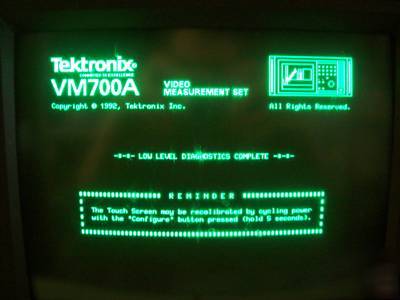 Tektronix
COMMITTED TO EXCELLENCE
VM700A
VIDEO
MEASUREMENT SET
Copyright © 1992, Tektronix Inc.
All Rights Reserved.
LOW LEVEL DIAGNOSTICS COMPLETE
REMINDER
The Touch Screen may be recalibrated by cycling power
with the "Configure" button pressed (hold 5 seconds).